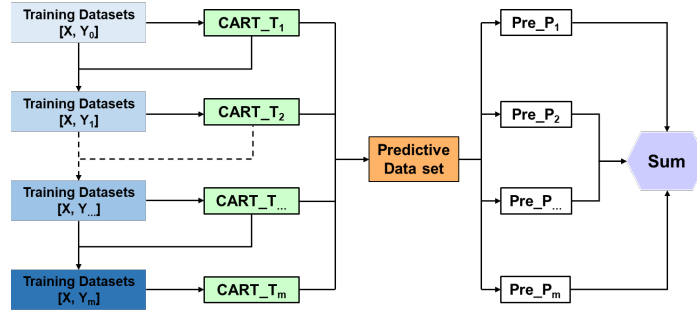 Training Datasets
[X, Y₀]
CART_T₁
Pre_P₁
Training Datasets
[X, Y₁]
CART_T₂
Pre_P₂
Predictive
Data set
Sum
Training Datasets
[X, Y...]
CART_T...
Pre_P...
Training Datasets
[X, Yₘ]
CART_Tₘ
Pre_Pₘ